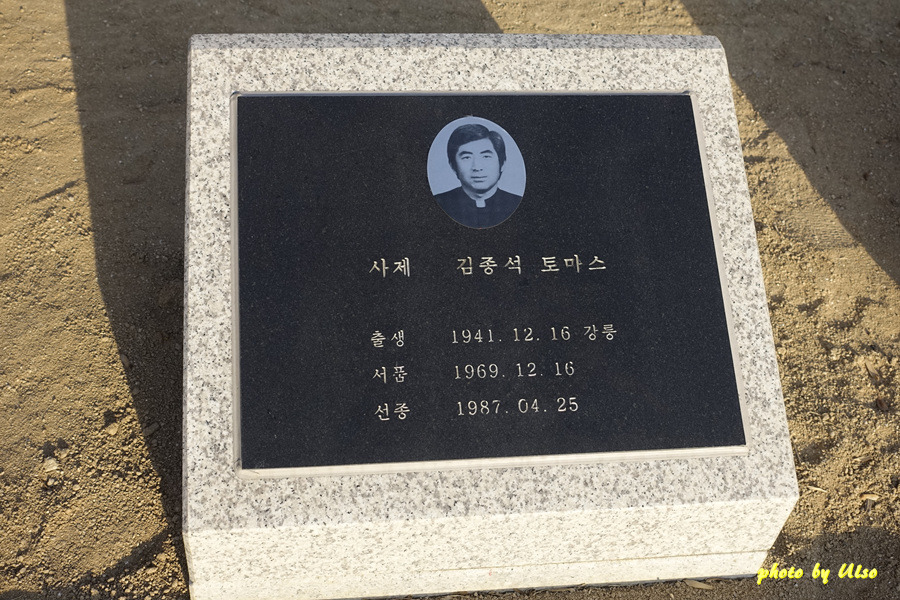 사제 김종석 토마스
출생 1941. 12. 16 강릉
서품 1969. 12. 16
선종 1987. 04. 25
photo by Ulso